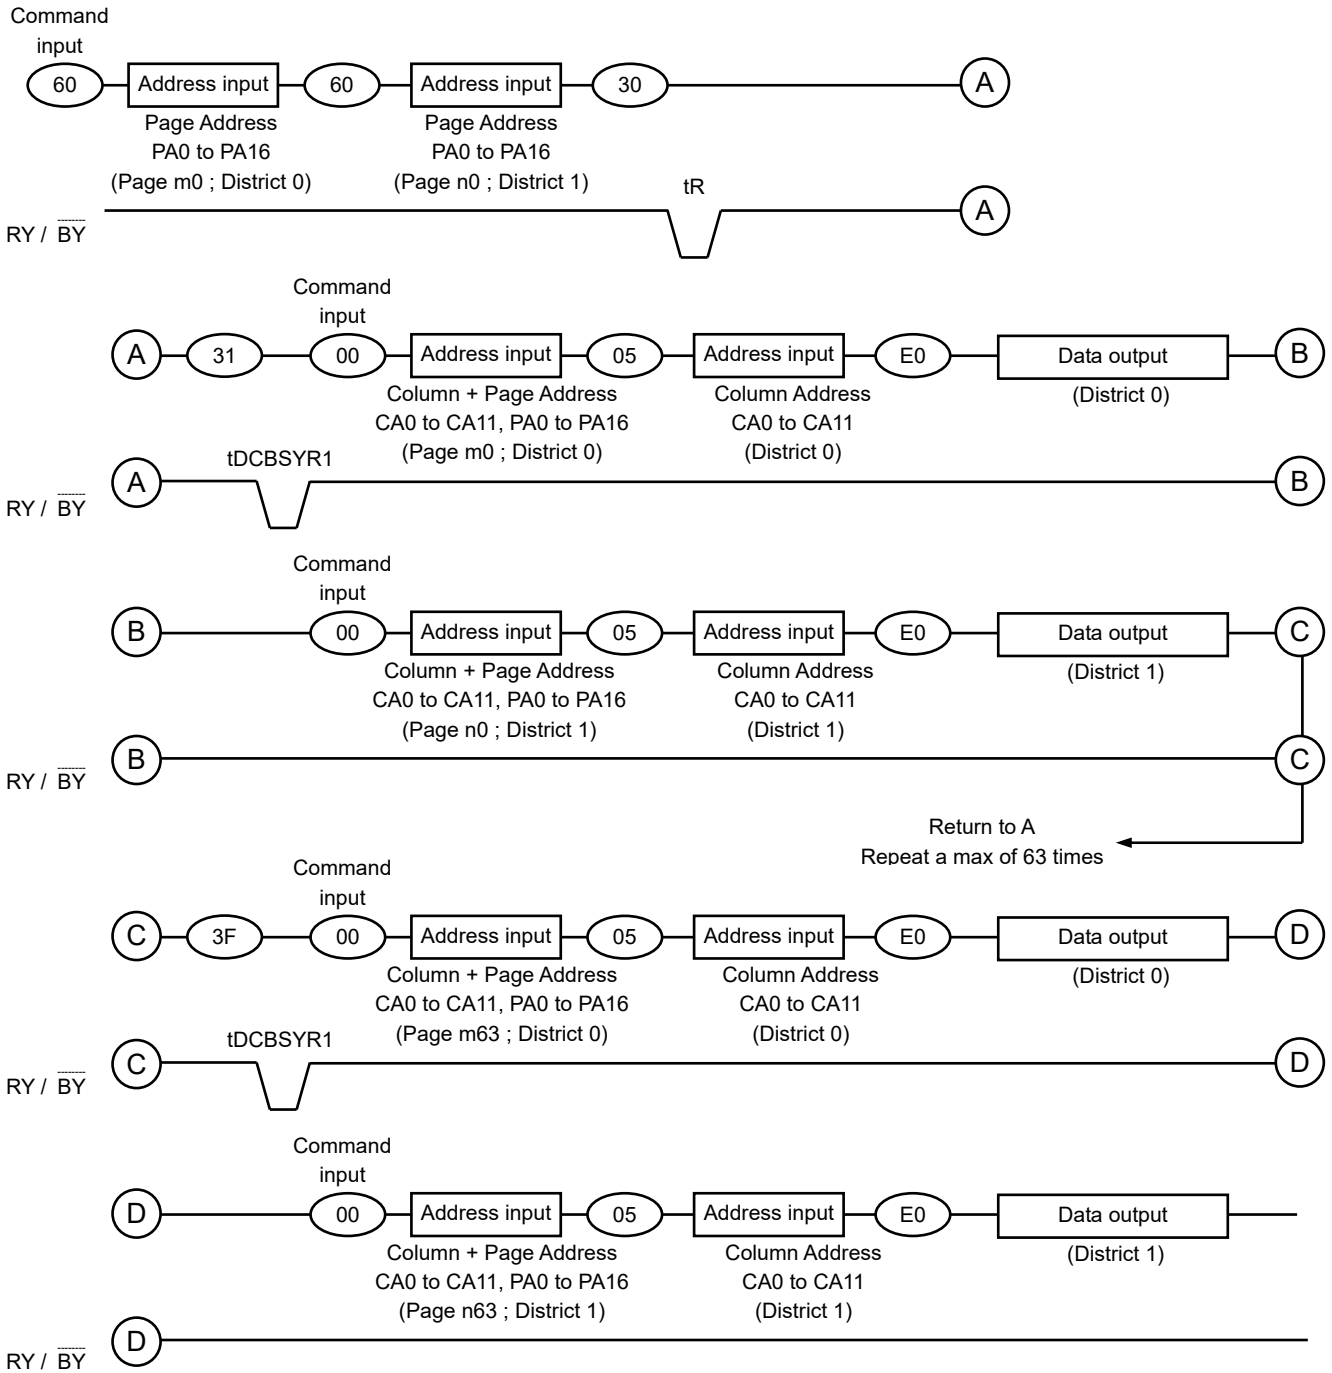 Command
input
60 Address input 60 Address input 30 A
Page Address Page Address
PA0 to PA16 PA0 to PA16
(Page m0 ; District 0) (Page n0 ; District 1)
tR
A
RY / BY
Command
input
A 31 00 Address input 05 Address input E0 Data output B
Column + Page Address Column Address (District 0)
CA0 to CA11, PA0 to PA16 CA0 to CA11
(Page m0 ; District 0) (District 0)
tDCBSYR1
A B
RY / BY
Command
input
B 00 Address input 05 Address input E0 Data output C
Column + Page Address Column Address (District 1)
CA0 to CA11, PA0 to PA16 CA0 to CA11
(Page n0 ; District 1) (District 1)
B C
RY / BY
Return to A
Repeat a max of 63 times
Command
input
C 3F 00 Address input 05 Address input E0 Data output D
Column + Page Address Column Address (District 0)
CA0 to CA11, PA0 to PA16 CA0 to CA11
(Page m63 ; District 0) (District 0)
tDCBSYR1
C D
RY / BY
Command
input
D 00 Address input 05 Address input E0 Data output
Column + Page Address Column Address (District 1)
CA0 to CA11, PA0 to PA16 CA0 to CA11
(Page n63 ; District 1) (District 1)
D
RY / BY